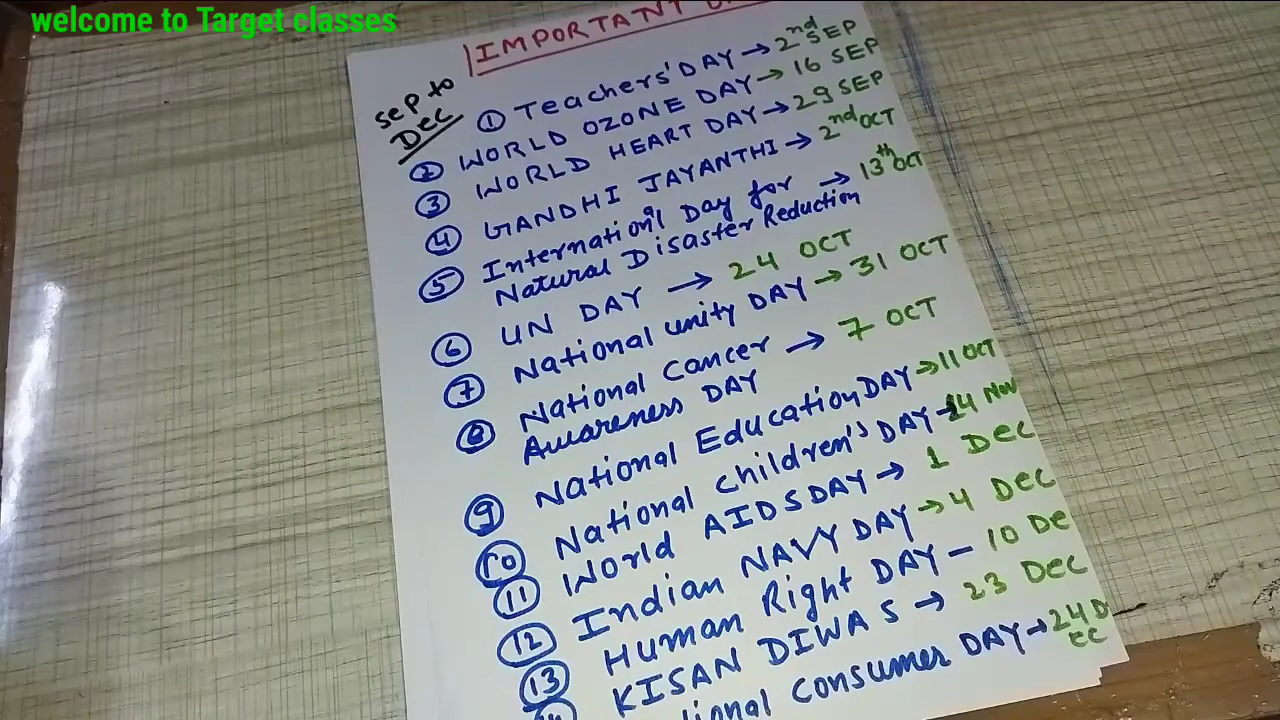 welcome to Target classes
IMPORTANT
Sep to
Dec
① Teachers' DAY → 2nd SEP
② WORLD OZONE DAY → 16 SEP
③ WORLD HEART DAY → 29 SEP
④ GANDHI JAYANTHI → 2nd OCT
⑤ International Day for → 13th OCT
Natural Disaster Reduction
⑥ UN DAY → 24 OCT
⑦ National unity DAY → 31 OCT
⑧ National Cancer → 7 OCT
Awareness DAY
⑨ National Education DAY → 11 OCT
⑩ National children's DAY - 14 Nov
⑪ World AIDS DAY → 1 DEC
⑫ Indian NAVY DAY → 4 DEC
⑬ Human Right DAY - 10 De
KISAN DIWAS → 23 DEC
tional consumer DAY → 24 D
ec